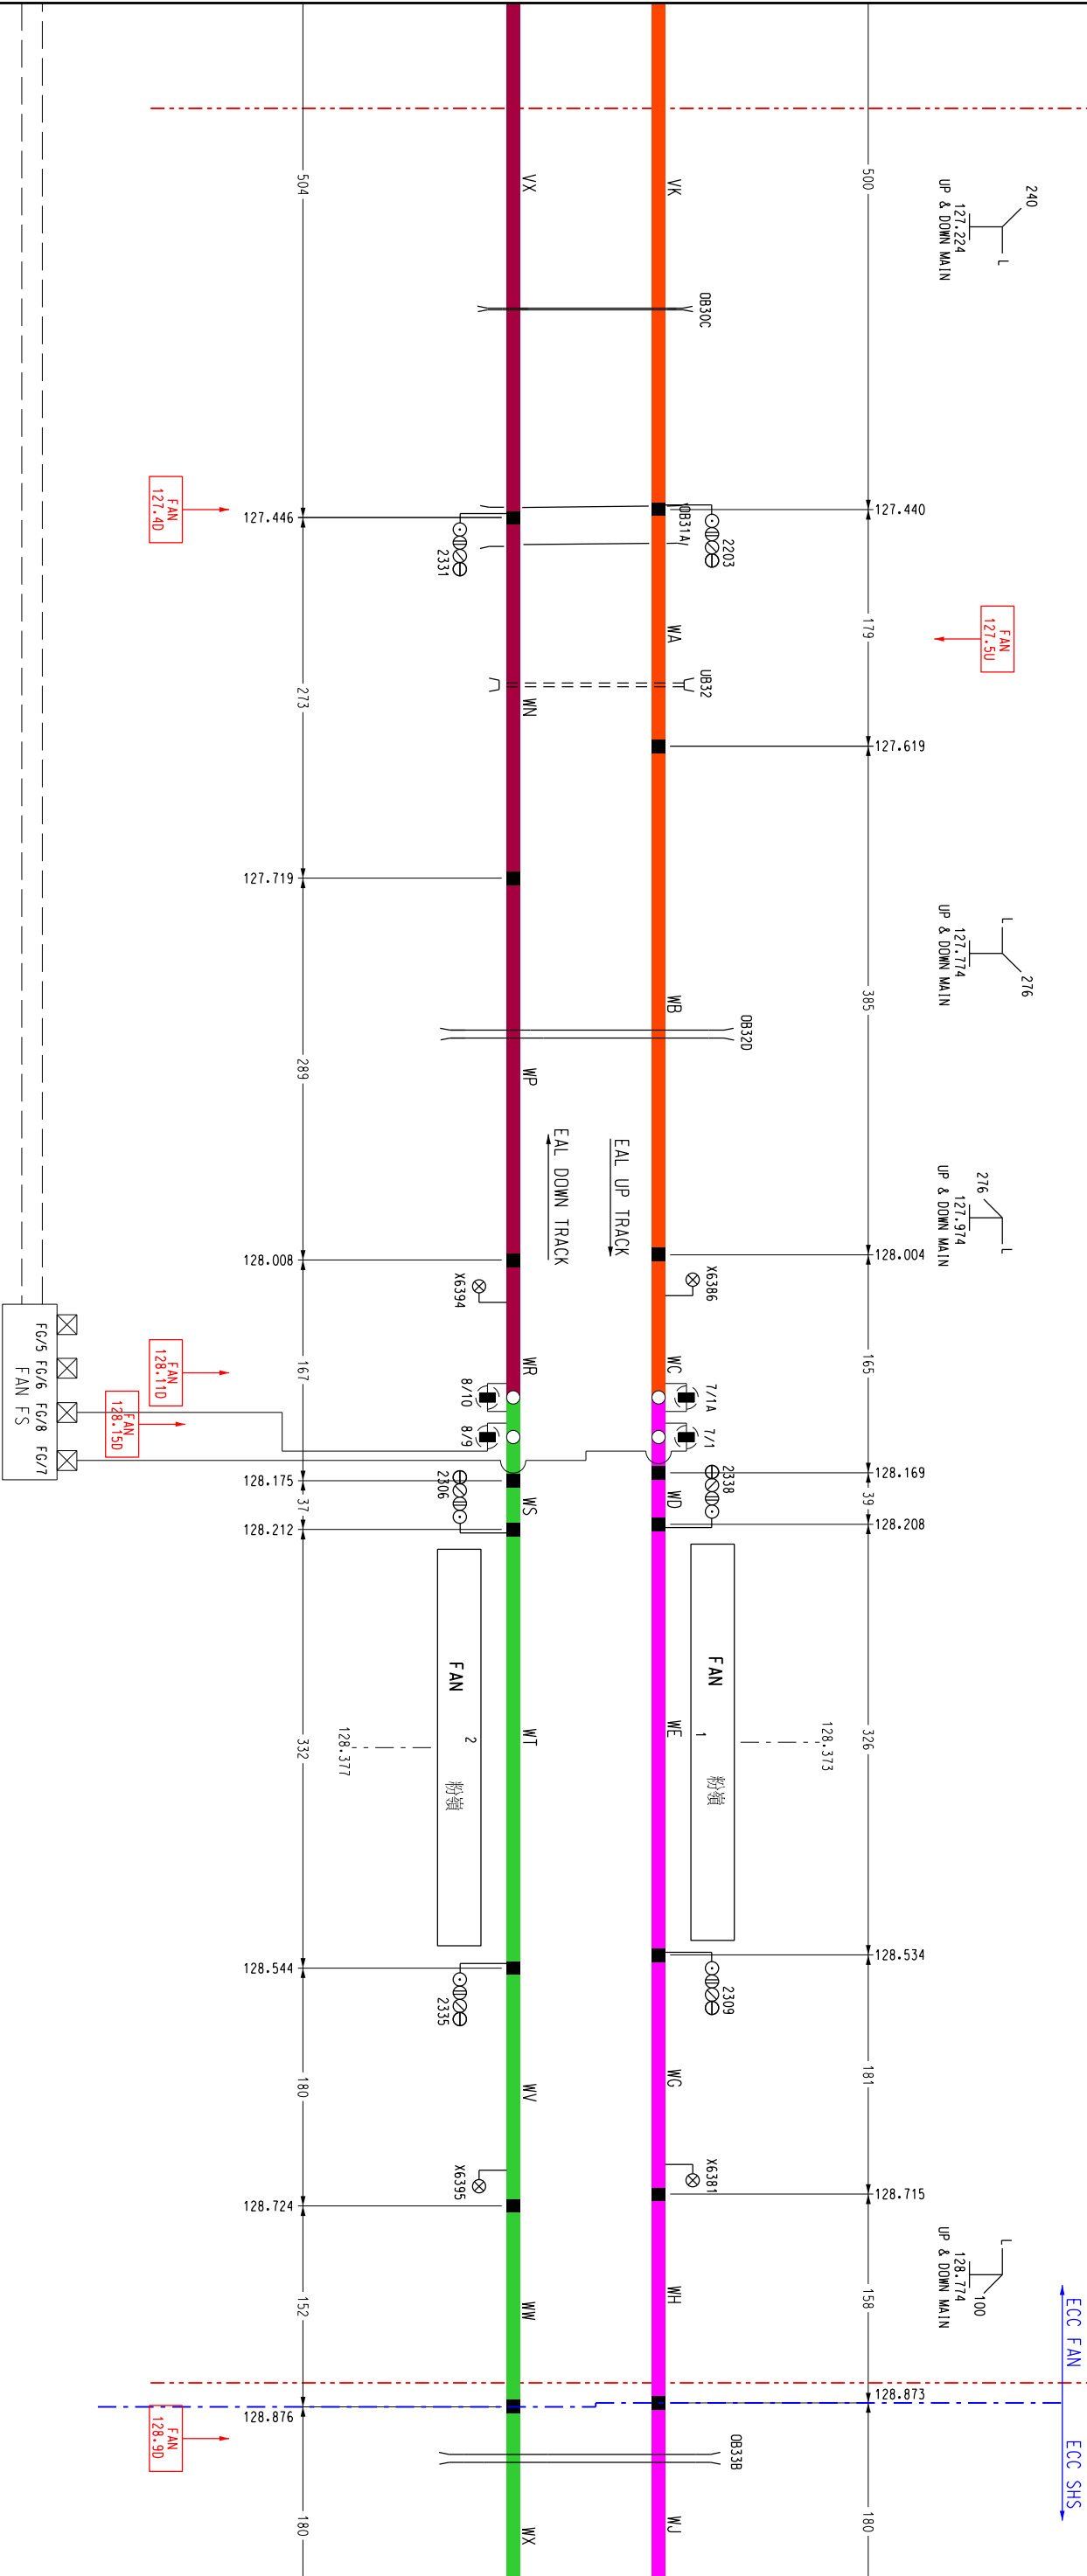 240
L
127.224
UP & DOWN MAIN
500
VK
VX
504
OB30C
127.440
2203
OB31A
127.446
2331
FAN
127.4D
FAN
127.5U
179
WA
UB32
WN
273
127.619
127.719
L
276
127.774
UP & DOWN MAIN
385
WB
OB32D
WP
289
276
L
127.974
UP & DOWN MAIN
EAL UP TRACK
EAL DOWN TRACK
128.004
128.008
X6386
X6394
165
WC
7/1A
7/1
WR
8/10
8/9
167
FAN
128.11D
FAN
128.15D
FG/5
FG/6
FG/8
FG/7
FAN FS
128.169
2338
128.175
2306
39
WD
WS
37
128.208
128.212
FAN
1
粉嶺
128.373
326
WE
FAN
2
粉嶺
128.377
WT
332
128.534
2309
128.544
2335
181
WG
WV
180
X6381
X6395
128.715
128.724
L
100
128.774
UP & DOWN MAIN
158
WH
WW
152
ECC FAN
ECC SHS
128.873
128.876
FAN
128.9D
OB33B
180
WJ
WX
180